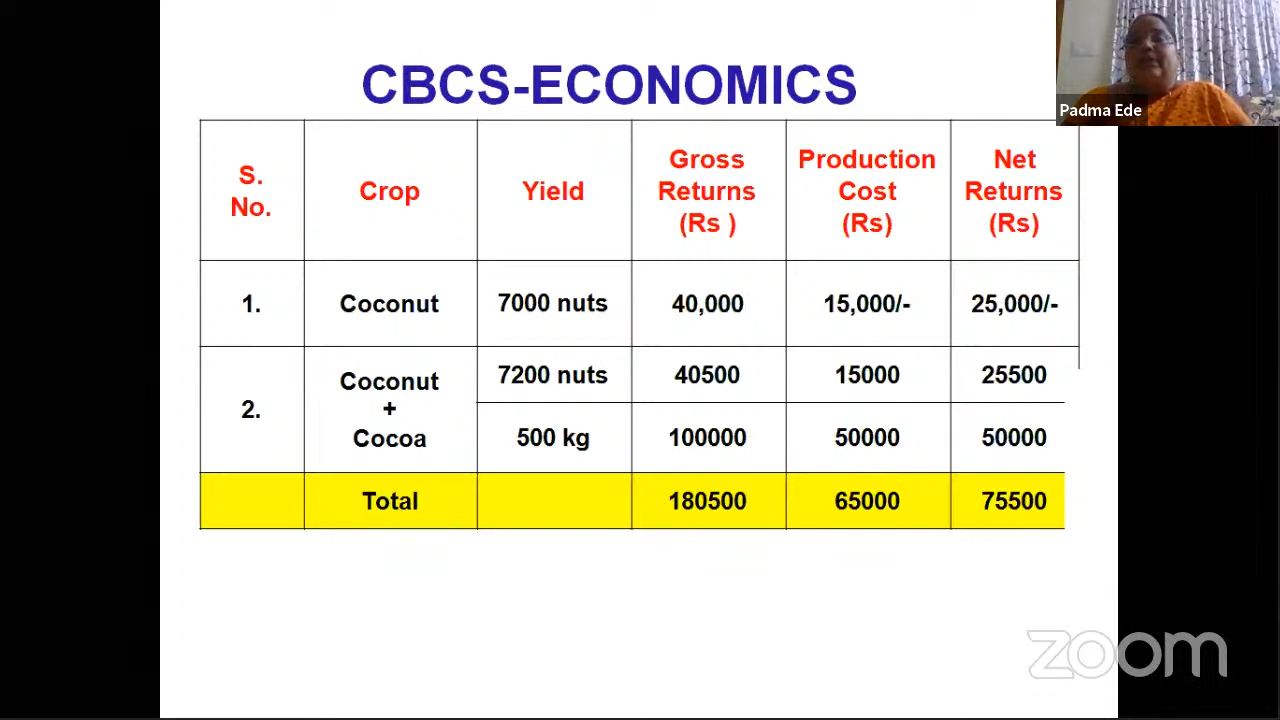 CBCS-ECONOMICS
Padma Ede
S. No.
Crop
Yield
Gross Returns (Rs )
Production Cost (Rs)
Net Returns (Rs)
1.
Coconut
7000 nuts
40,000
15,000/-
25,000/-
2.
Coconut + Cocoa
7200 nuts
40500
15000
25500
500 kg
100000
50000
50000
Total
180500
65000
75500
zoom